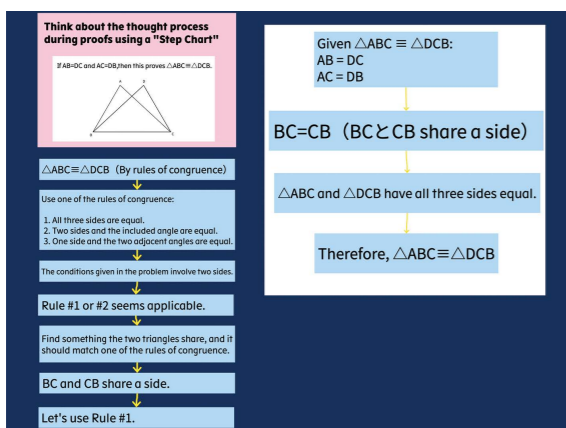 Think about the thought process
during proofs using a "Step Chart"
If AB=DC and AC=DB,then this proves △ABC≡△DCB.
A D
B C
△ABC≡△DCB（By rules of congruence）
Use one of the rules of congruence:
1. All three sides are equal.
2. Two sides and the included angle are equal.
3. One side and the two adjacent angles are equal.
The conditions given in the problem involve two sides.
Rule #1 or #2 seems applicable.
Find something the two triangles share, and it
should match one of the rules of congruence.
BC and CB share a side.
Let's use Rule #1.
Given △ABC ≡ △DCB:
AB = DC
AC = DB
BC=CB（BCとCB share a side）
△ABC and △DCB have all three sides equal.
Therefore, △ABC≡△DCB